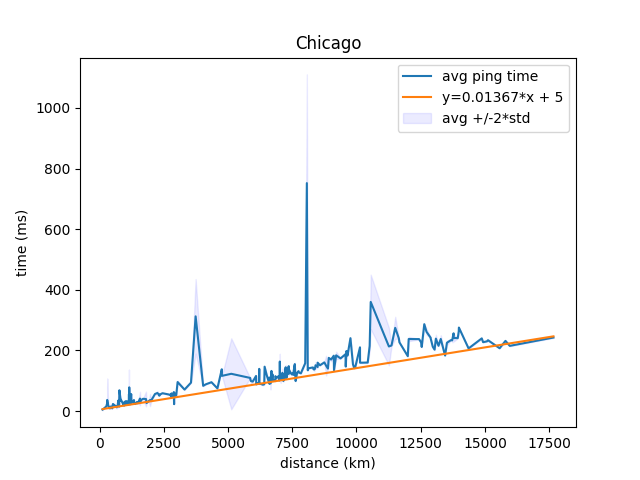 Chicago
avg ping time
y=0.01367*x + 5
avg +/-2*std
1000
800
600
400
200
0
time (ms)
0 2500 5000 7500 10000 12500 15000 17500
distance (km)